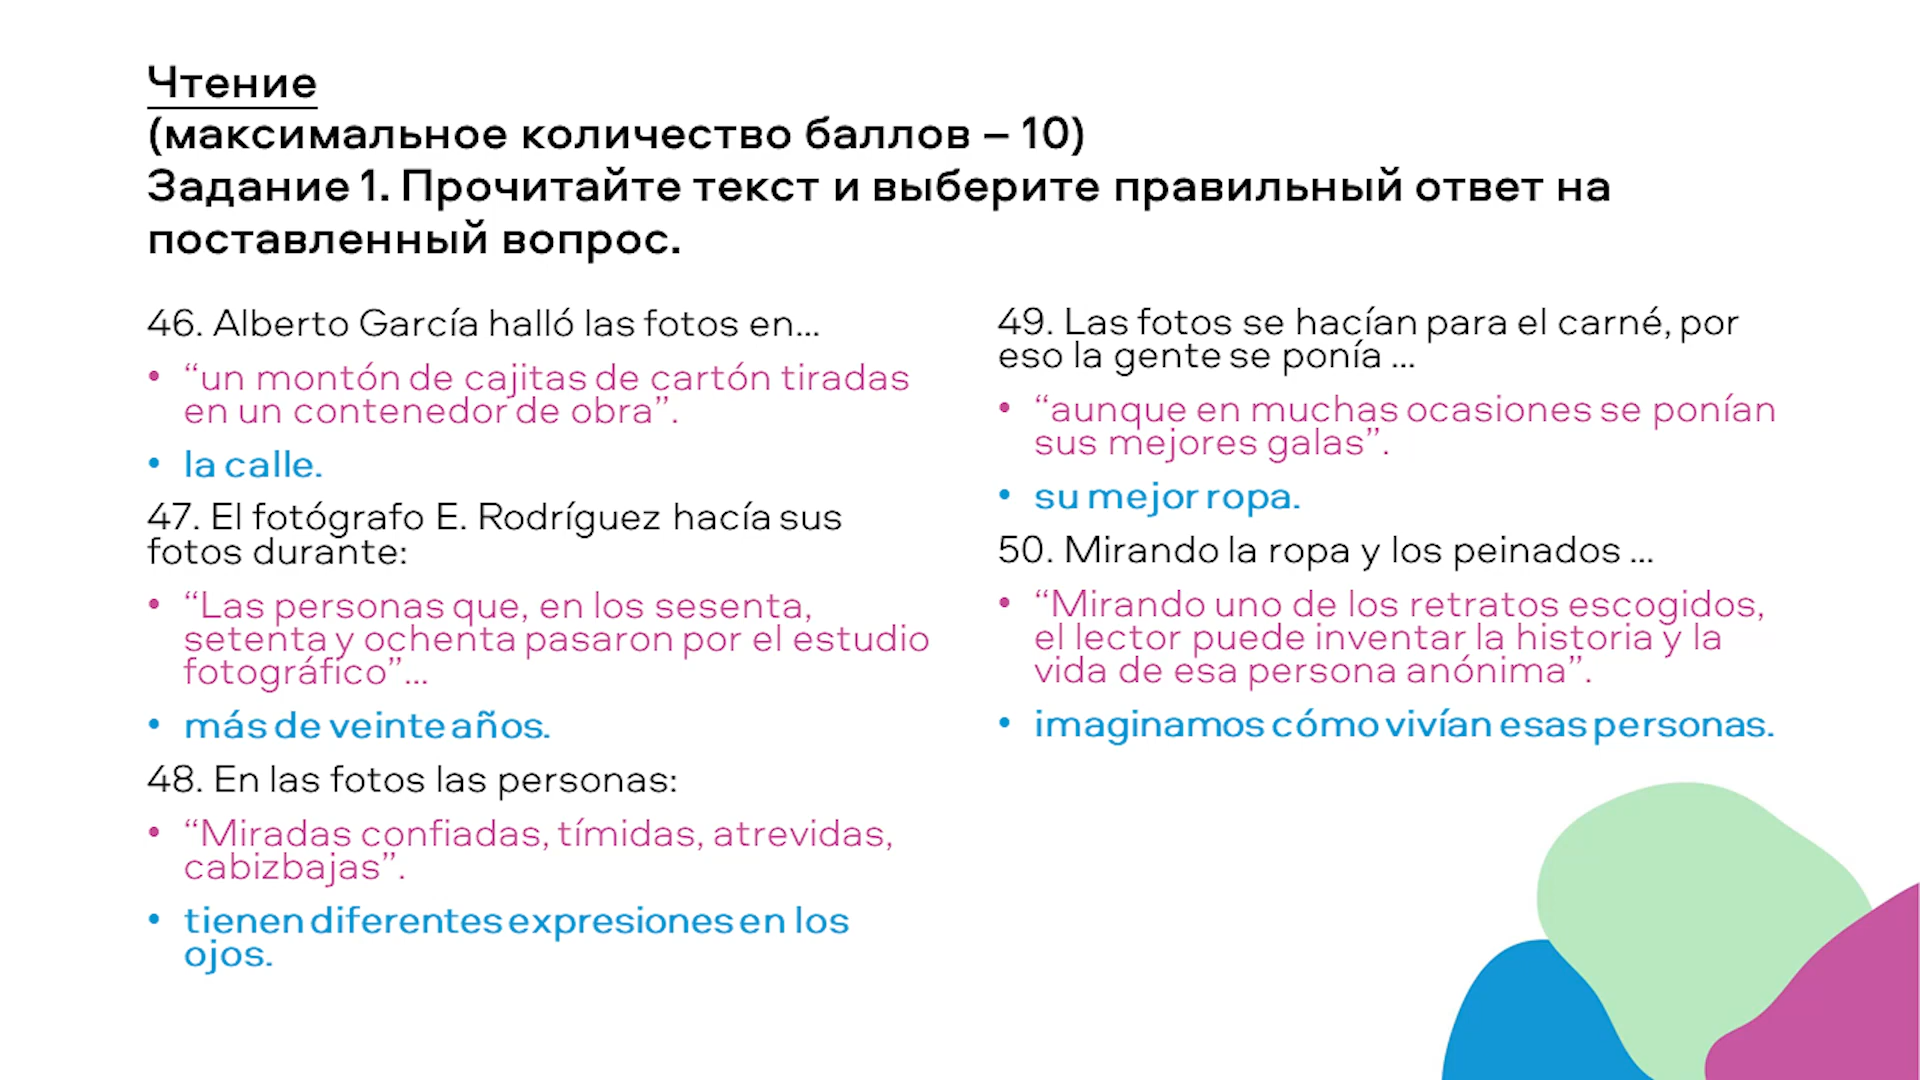 Чтение
(максимальное количество баллов – 10)
Задание 1. Прочитайте текст и выберите правильный ответ на
поставленный вопрос.
46. Alberto García halló las fotos en...
• “un montón de cajitas de cartón tiradas
en un contenedor de obra”.
• la calle.
47. El fotógrafo E. Rodríguez hacía sus
fotos durante:
• “Las personas que, en los sesenta,
setenta y ochenta pasaron por el estudio
fotográfico”...
• más de veinte años.
48. En las fotos las personas:
• “Miradas confiadas, tímidas, atrevidas,
cabizbajas”.
• tienen diferentes expresiones en los
ojos.
49. Las fotos se hacían para el carné, por
eso la gente se ponía ...
• “aunque en muchas ocasiones se ponían
sus mejores galas”.
• su mejor ropa.
50. Mirando la ropa y los peinados ...
• “Mirando uno de los retratos escogidos,
el lector puede inventar la historia y la
vida de esa persona anónima”.
• imaginamos cómo vivían esas personas.